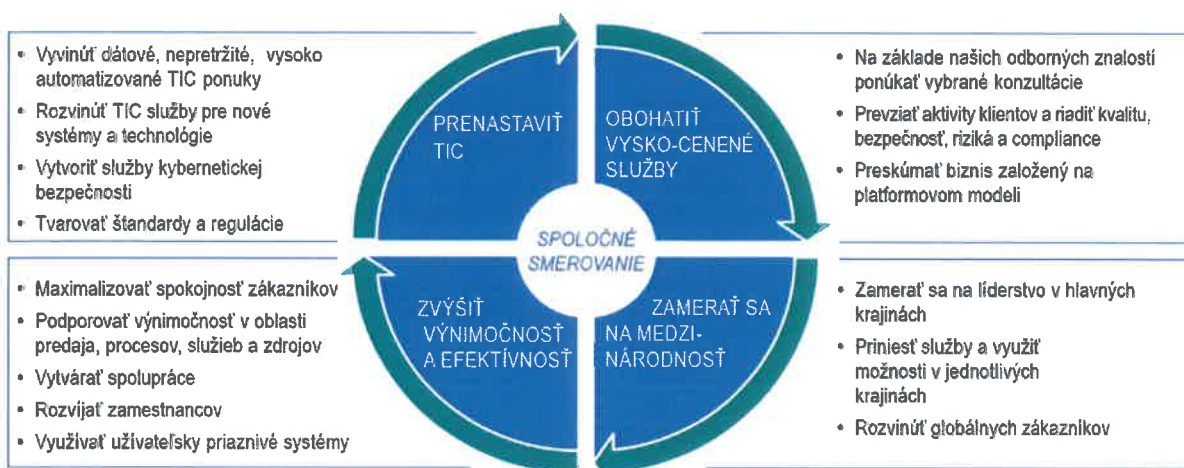 • Vyvinúť dátové, nepretržité, vysoko
automatizované TIC ponuky
• Rozvinúť TIC služby pre nové
systémy a technológie
• Vytvoriť služby kybernetickej
bezpečnosti
• Tvarovať štandardy a regulácie
PRENASTAVIŤ
TIC
OBOHATIŤ
VYSKO-CENENÉ
SLUŽBY
• Na základe našich odborných znalostí
ponúkať vybrané konzultácie
• Prevziať aktivity klientov a riadiť kvalitu,
bezpečnosť, riziká a compliance
• Preskúmať biznis založený na
platformovom modeli
SPOLOČNÉ
SMEROVANIE
• Maximalizovať spokojnosť zákazníkov
• Podporovať výnimočnosť v oblasti
predaja, procesov, služieb a zdrojov
• Vytvárať spolupráce
• Rozvíjať zamestnancov
• Využívať užívateľsky priaznivé systémy
ZVÝŠIŤ
VÝNIMOČNOSŤ
A EFEKTÍVNOSŤ
ZAMERAŤ SA
NA MEDZI-
NÁRODNOSŤ
• Zamerať sa na líderstvo v hlavných
krajinách
• Priniesť služby a využiť
možnosti v jednotlivých
krajinách
• Rozvinúť globálnych zákazníkov